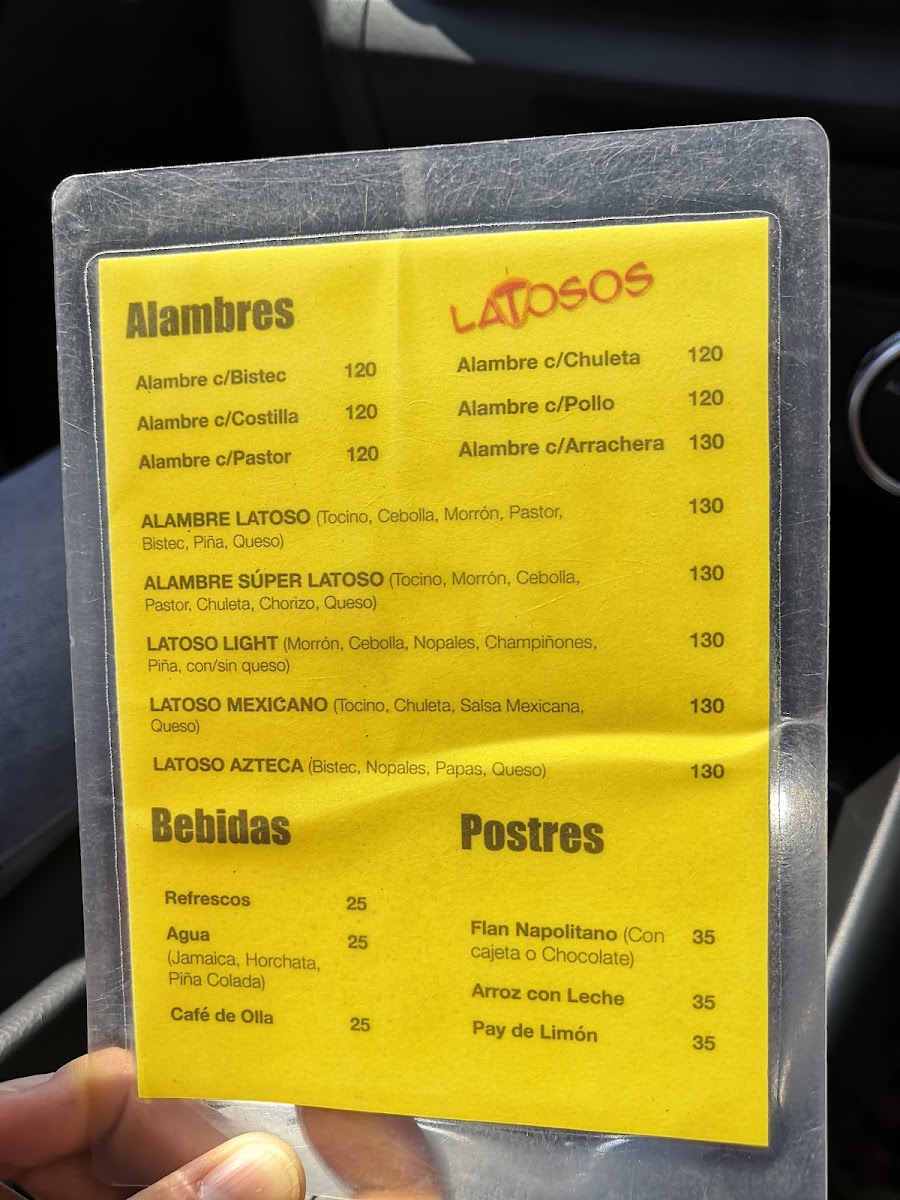 Alambres
LATOSOS
Alambre c/Bistec 120
Alambre c/Costilla 120
Alambre c/Pastor 120
Alambre c/Chuleta 120
Alambre c/Pollo 120
Alambre c/Arrachera 130
ALAMBRE LATOSO (Tocino, Cebolla, Morrón, Pastor, 130
Bistec, Piña, Queso)
ALAMBRE SÚPER LATOSO (Tocino, Morrón, Cebolla, 130
Pastor, Chuleta, Chorizo, Queso)
LATOSO LIGHT (Morrón, Cebolla, Nopales, Champiñones, 130
Piña, con/sin queso)
LATOSO MEXICANO (Tocino, Chuleta, Salsa Mexicana, 130
Queso)
LATOSO AZTECA (Bistec, Nopales, Papas, Queso) 130
Bebidas
Refrescos 25
Agua 25
(Jamaica, Horchata,
Piña Colada)
Café de Olla 25
Postres
Flan Napolitano (Con 35
cajeta o Chocolate)
Arroz con Leche 35
Pay de Limón 35